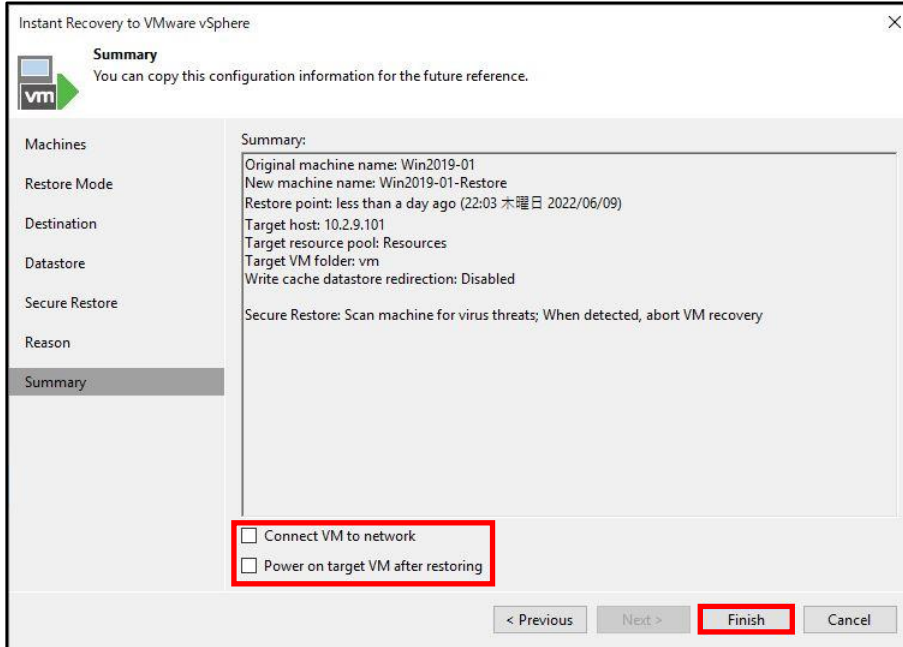 Instant Recovery to VMware vSphere
Summary
You can copy this configuration information for the future reference.
vm
Machines
Restore Mode
Destination
Datastore
Secure Restore
Reason
Summary
Summary:
Original machine name: Win2019-01
New machine name: Win2019-01-Restore
Restore point: less than a day ago (22:03 木曜日 2022/06/09)
Target host: 10.2.9.101
Target resource pool: Resources
Target VM folder: vm
Write cache datastore redirection: Disabled
Secure Restore: Scan machine for virus threats; When detected, abort VM recovery
Connect VM to network
Power on target VM after restoring
< Previous
Next >
Finish
Cancel